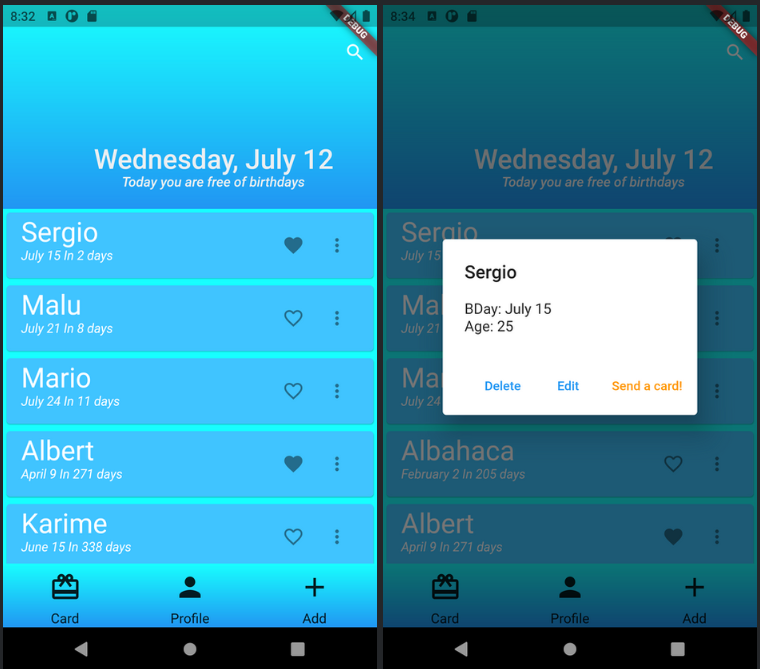 8:32
DEBUG
Wednesday, July 12
Today you are free of birthdays
Sergio
July 15 In 2 days
Malu
July 21 In 8 days
Mario
July 24 In 11 days
Albert
April 9 In 271 days
Karime
June 15 In 338 days
Card Profile Add
8:34
DEBUG
Wednesday, July 12
Today you are free of birthdays
Sergio
July 15
Sergio
BDay: July 15
Age: 25
Delete Edit Send a card!
Ma
July 21
Ma
July 24
Albahaca
February 2 In 205 days
Albert
April 9 In 271 days
Card Profile Add